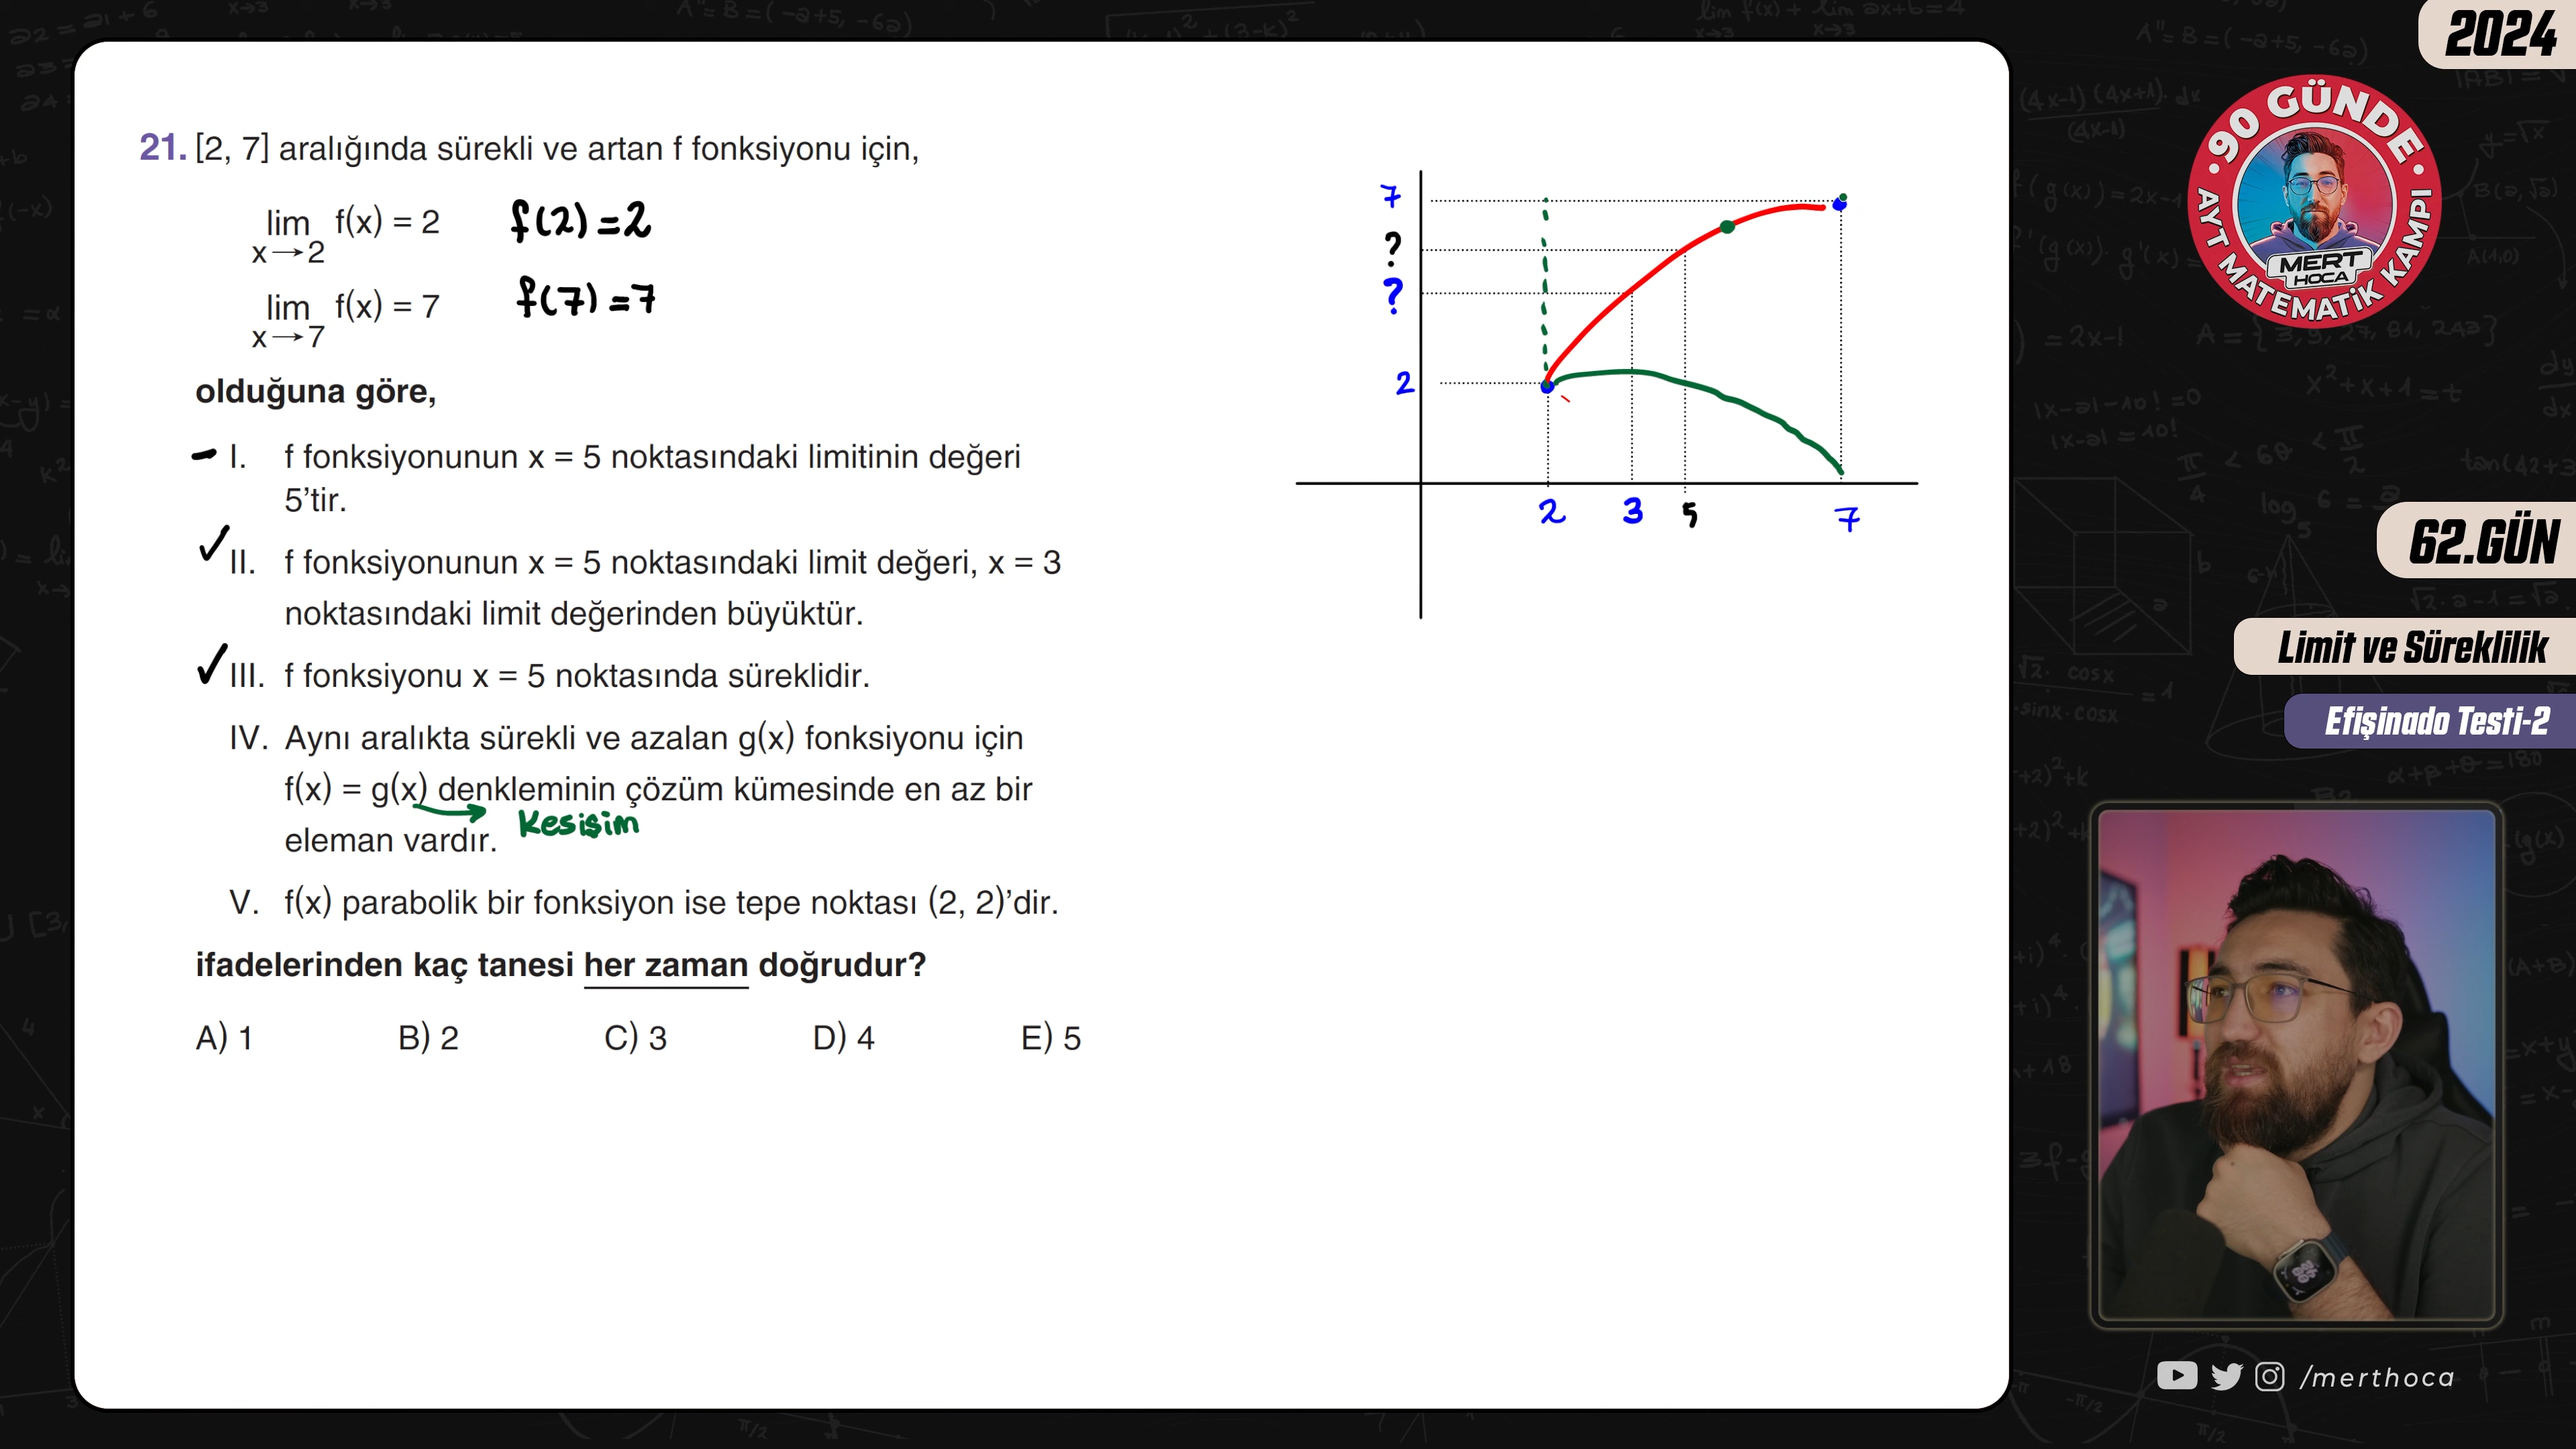 2024
90 GÜNDE
AYT MATEMATİK KAMPI
MERT
HOCA
21. [2, 7] aralığında sürekli ve artan f fonksiyonu için,
lim f(x) = 2 f(2) = 2
x→2
lim f(x) = 7 f(7) = 7
x→7
olduğuna göre,
I. f fonksiyonunun x = 5 noktasındaki limitinin değeri
5’tir.
✓ II. f fonksiyonunun x = 5 noktasındaki limit değeri, x = 3
noktasındaki limit değerinden büyüktür.
✓ III. f fonksiyonu x = 5 noktasında süreklidir.
IV. Aynı aralıkta sürekli ve azalan g(x) fonksiyonu için
f(x) = g(x) denkleminin çözüm kümesinde en az bir
eleman vardır. Kesişim
V. f(x) parabolik bir fonksiyon ise tepe noktası (2, 2)’dir.
ifadelerinden kaç tanesi her zaman doğrudur?
A) 1 B) 2 C) 3 D) 4 E) 5
7
?
?
2
2 3 5 7
62.GÜN
Limit ve Süreklilik
Efişinado Testi-2
/merthoca